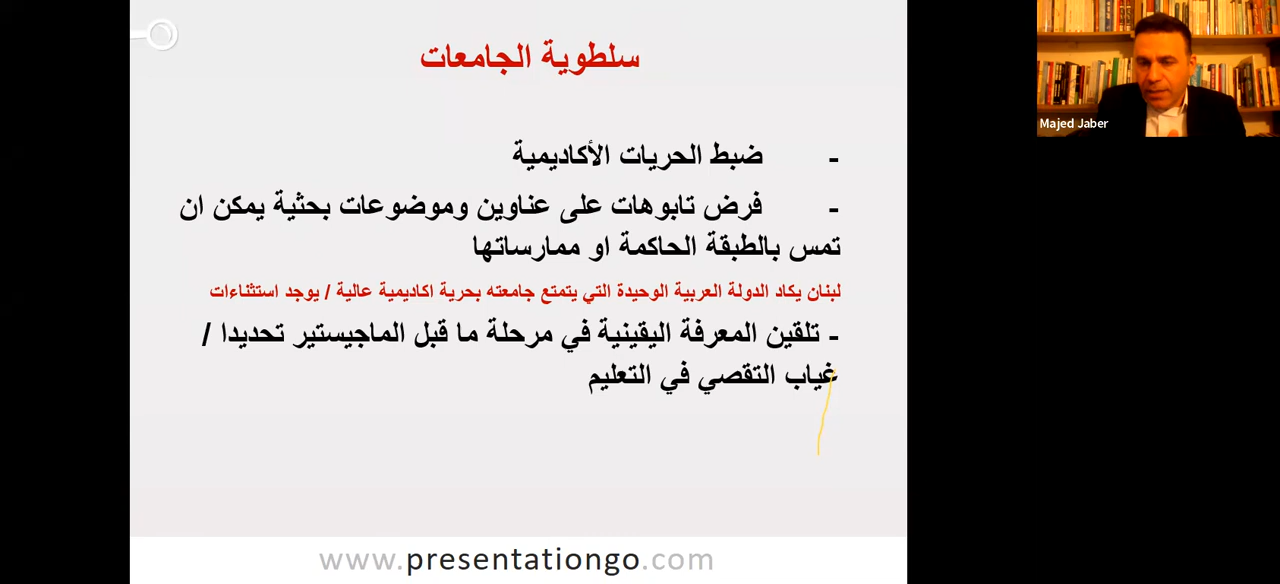 سلطوية الجامعات
Majed Jaber
- ضبط الحريات الأكاديمية
- فرض تابوهات على عناوين وموضوعات بحثية يمكن ان
تمس بالطبقة الحاكمة او ممارساتها
لبنان يكاد الدولة العربية الوحيدة التي يتمتع جامعته بحرية اكاديمية عالية / يوجد استثناءات
- تلقين المعرفة اليقينية في مرحلة ما قبل الماجيستير تحديدا /
غياب التقصي في التعليم
www.presentationgo.com